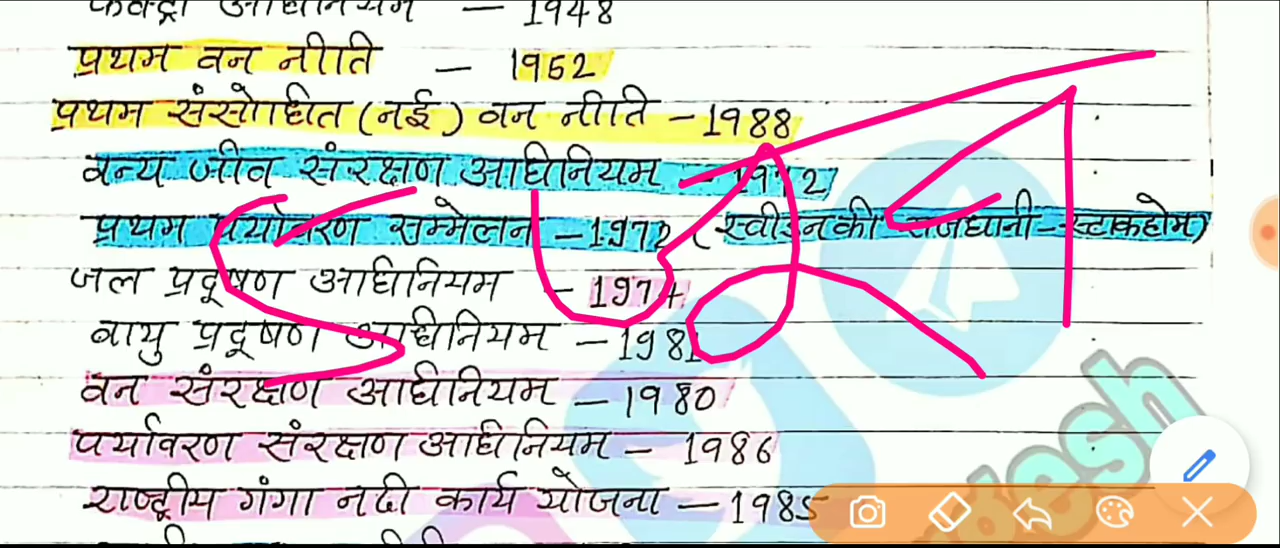 फैक्ट्री अधिनियम — 1948
प्रथम वन नीति — 1952
प्रथम संसोधित (नई) वन नीति — 1988
वन्य जीव संरक्षण अधिनियम — 1972
प्रथम पर्यावरण सम्मेलन — 1972 (स्वीडन की राजधानी - स्टाकहोम)
जल प्रदूषण अधिनियम — 1974
वायु प्रदूषण अधिनियम — 1981
वन संरक्षण अधिनियम — 1980
पर्यावरण संरक्षण अधिनियम — 1986
राष्ट्रीय गंगा नदी कार्य योजना — 1985